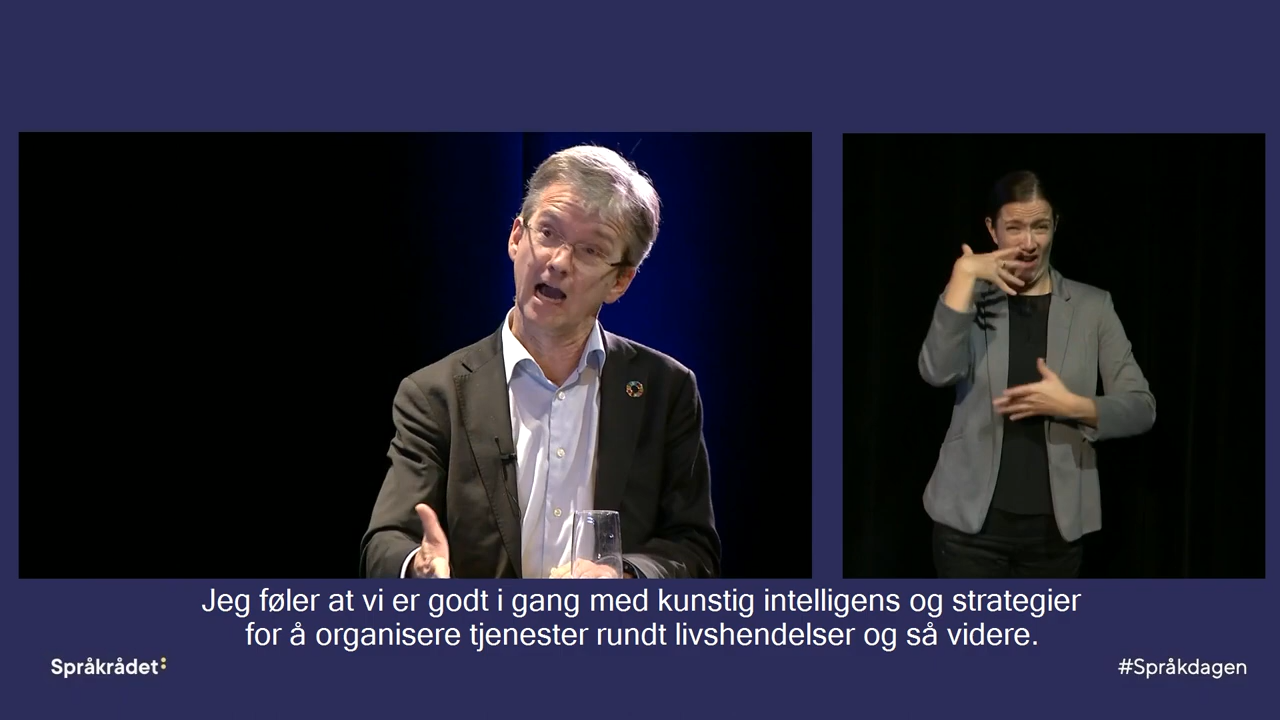 Jeg føler at vi er godt i gang med kunstig intelligens og strategier
for å organisere tjenester rundt livshendelser og så videre.
Språkrådet:
#Språkdagen